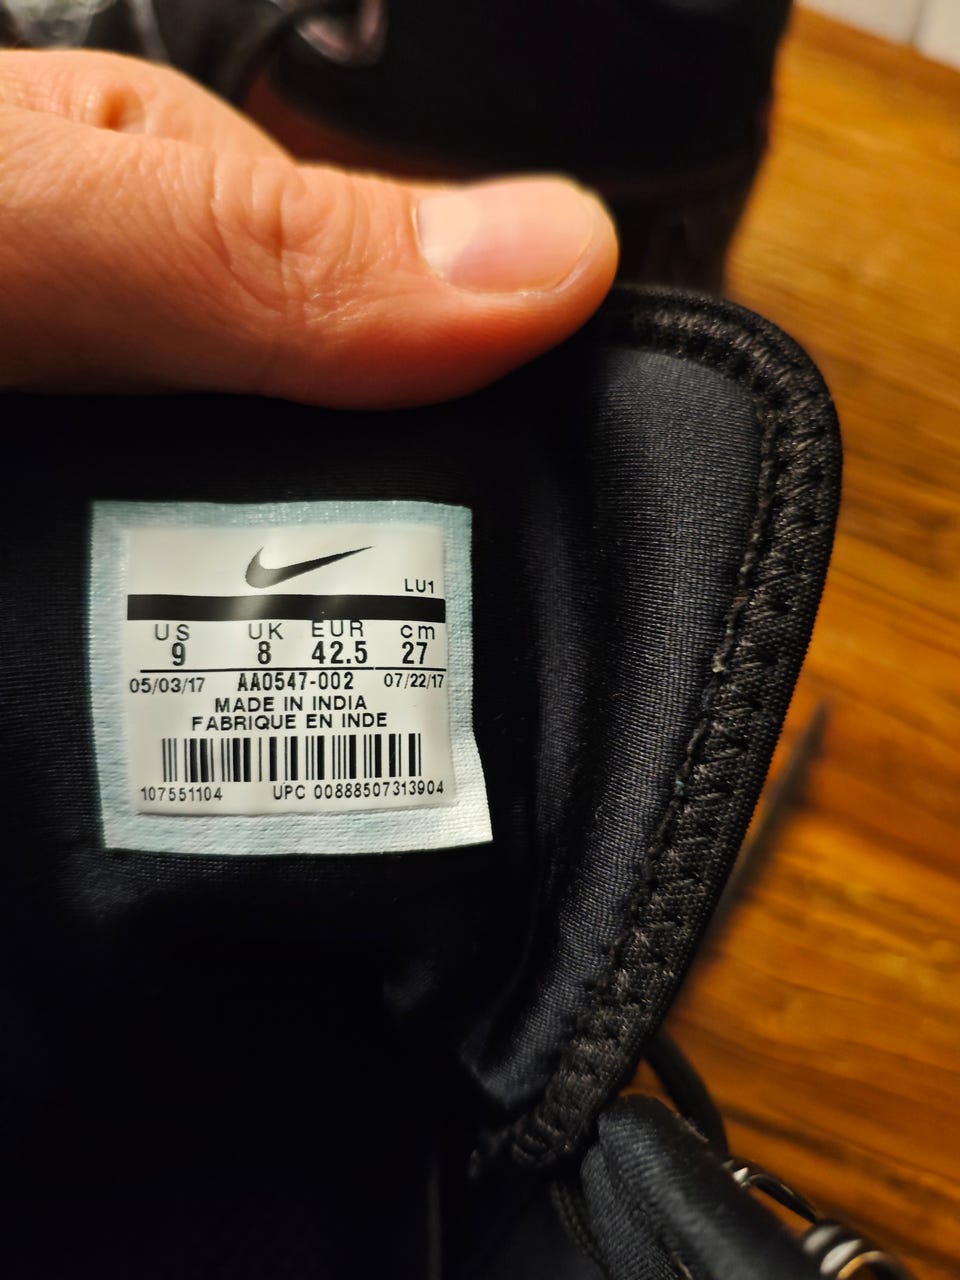 LU1
US UK EUR cm
9 8 42.5 27
05/03/17 AA0547-002 07/22/17
MADE IN INDIA
FABRIQUE EN INDE
107551104 UPC 00888507313904